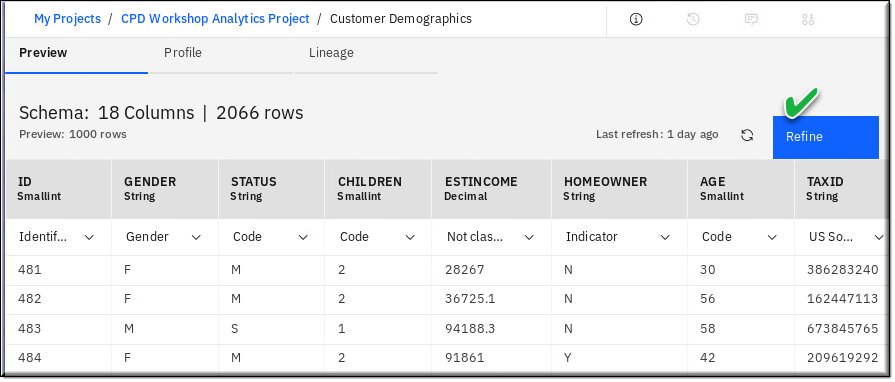 My Projects / CPD Workshop Analytics Project / Customer Demographics
Preview Profile Lineage
Schema: 18 Columns | 2066 rows
Preview: 1000 rows Last refresh: 1 day ago Refine
ID GENDER STATUS CHILDREN ESTINCOME HOMEOWNER AGE TAXID
Smallint String String Smallint Decimal String Smallint String
Identif... Gender Code Code Not clas... Indicator Code US So...
481 F M 2 28267 N 30 386283240
482 F M 2 36725.1 N 56 162447113
483 M S 1 94188.3 N 58 673845765
484 F M 2 91861 Y 42 209619292